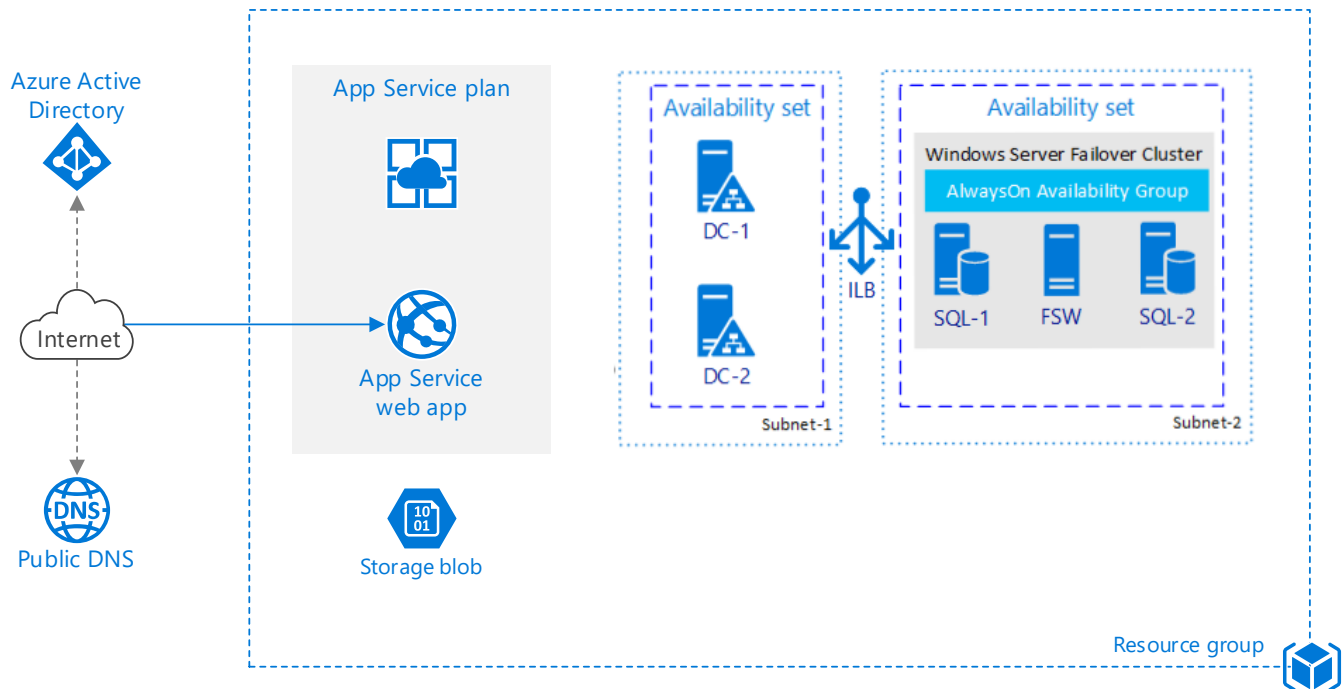 Azure Active
Directory
Internet
DNS
Public DNS
App Service plan
App Service
web app
10
01
Storage blob
Availability set
DC-1
DC-2
Subnet-1
ILB
Availability set
Windows Server Failover Cluster
AlwaysOn Availability Group
SQL-1
FSW
SQL-2
Subnet-2
Resource group